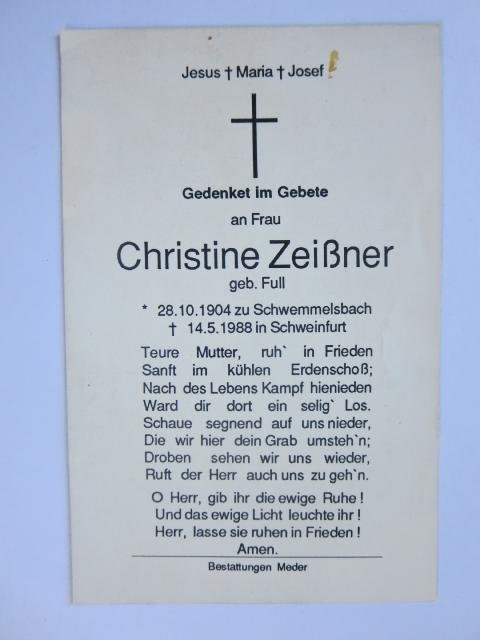 Jesus † Maria † Josef
Gedenket im Gebete
an Frau
Christine Zeißner
geb. Full
* 28.10.1904 zu Schwemmelsbach
† 14.5.1988 in Schweinfurt
Teure Mutter, ruh` in Frieden
Sanft im kühlen Erdenschoß;
Nach des Lebens Kampf hienieden
Ward dir dort ein selig` Los.
Schaue segnend auf uns nieder,
Die wir hier dein Grab umsteh`n;
Droben sehen wir uns wieder,
Ruft der Herr auch uns zu geh`n.
O Herr, gib ihr die ewige Ruhe !
Und das ewige Licht leuchte ihr !
Herr, lasse sie ruhen in Frieden !
Amen.
Bestattungen Meder